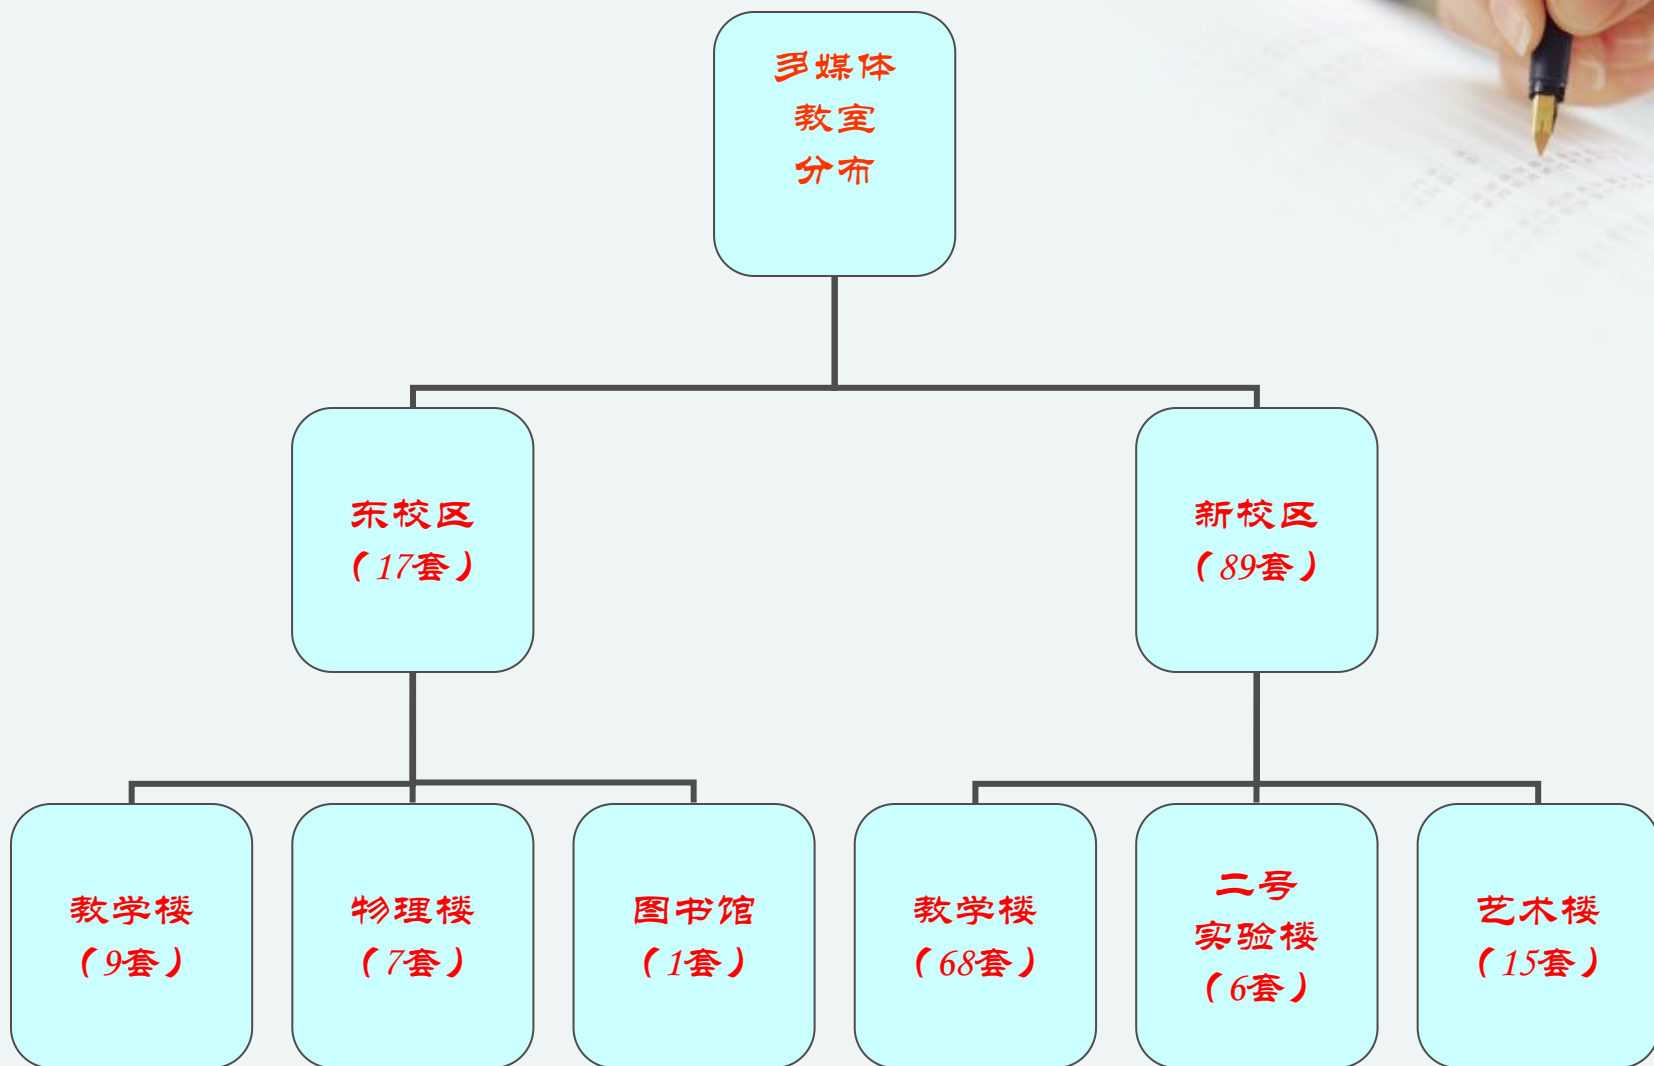 多媒体
教室
分布
东校区
（17套）
新校区
（89套）
教学楼
（9套）
物理楼
（7套）
图书馆
（1套）
教学楼
（68套）
二号
实验楼
（6套）
艺术楼
（15套）